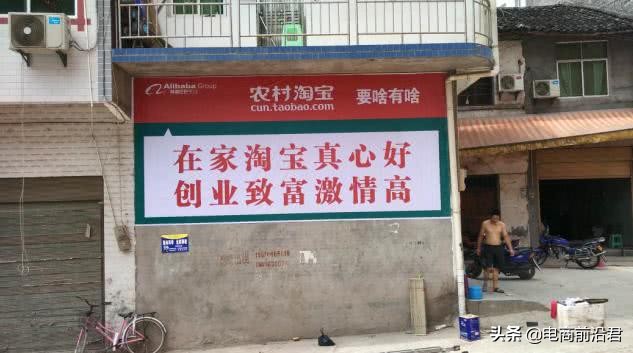 Alibaba Group
农村淘宝
cun.taobao.com
要啥有啥
在家淘宝真心好
创业致富激情高
头条 @电商前沿君